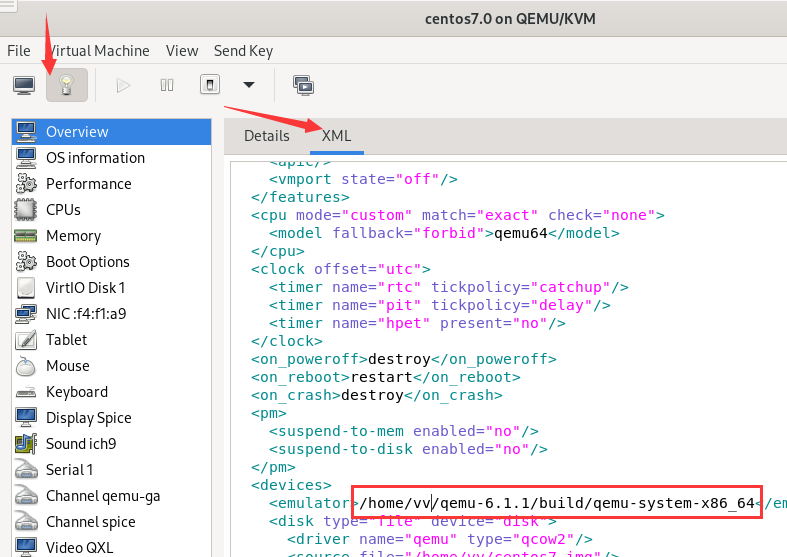 centos7.0 on QEMU/KVM
File Virtual Machine View Send Key
Overview
OS information
Performance
CPUs
Memory
Boot Options
VirtIO Disk 1
NIC :f4:f1:a9
Tablet
Mouse
Keyboard
Display Spice
Sound ich9
Serial 1
Channel qemu-ga
Channel spice
Video QXL
Details XML
<apic/>
<vmport state="off"/>
</features>
<cpu mode="custom" match="exact" check="none">
<model fallback="forbid">qemu64</model>
</cpu>
<clock offset="utc">
<timer name="rtc" tickpolicy="catchup"/>
<timer name="pit" tickpolicy="delay"/>
<timer name="hpet" present="no"/>
</clock>
<on_poweroff>destroy</on_poweroff>
<on_reboot>restart</on_reboot>
<on_crash>destroy</on_crash>
<pm>
<suspend-to-mem enabled="no"/>
<suspend-to-disk enabled="no"/>
</pm>
<devices>
<emulator>/home/vv/qemu-6.1.1/build/qemu-system-x86_64</em
<disk type="file" device="disk">
<driver name="qemu" type="qcow2"/>
<source file="/home/vv/centos7.img"/>